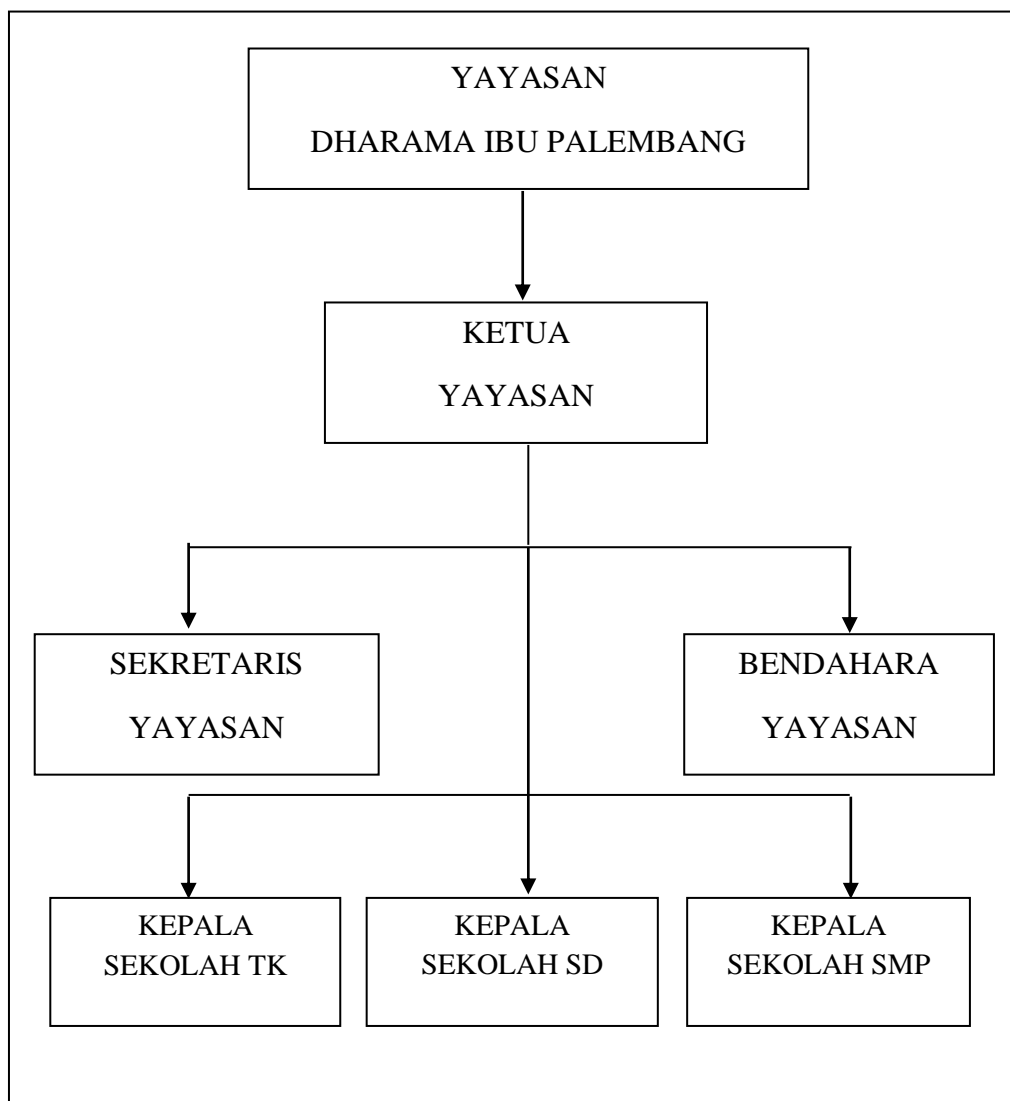 YAYASAN
DHARAMA IBU PALEMBANG
KETUA
YAYASAN
SEKRETARIS
YAYASAN
BENDAHARA
YAYASAN
KEPALA
SEKOLAH TK
KEPALA
SEKOLAH SD
KEPALA
SEKOLAH SMP